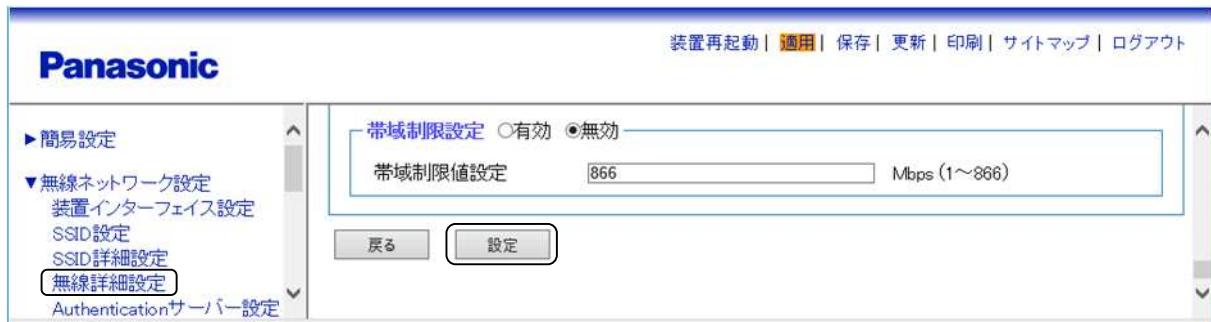 Panasonic
装置再起動| 適用| 保存| 更新| 印刷| サイトマップ| ログアウト
▶簡易設定
▼無線ネットワーク設定
装置インターフェイス設定
SSID設定
SSID詳細設定
無線詳細設定
Authenticationサーバー設定
帯域制限設定 ○有効 ◉無効
帯域制限値設定 866 Mbps (1～866)
戻る 設定